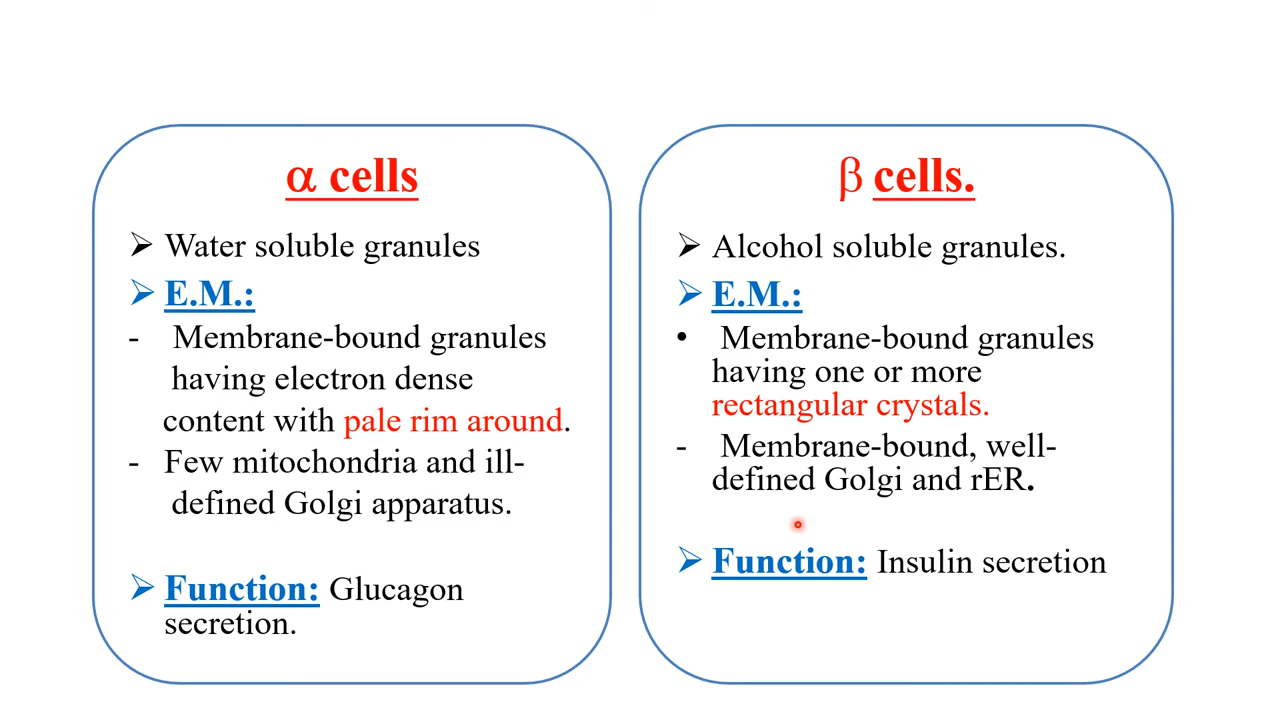 α cells
➢ Water soluble granules
➢ E.M.:
- Membrane-bound granules
having electron dense
content with pale rim around.
- Few mitochondria and ill-
defined Golgi apparatus.
➢ Function: Glucagon
secretion.
β cells.
➢ Alcohol soluble granules.
➢ E.M.:
• Membrane-bound granules
having one or more
rectangular crystals.
- Membrane-bound, well-
defined Golgi and rER.
➢ Function: Insulin secretion